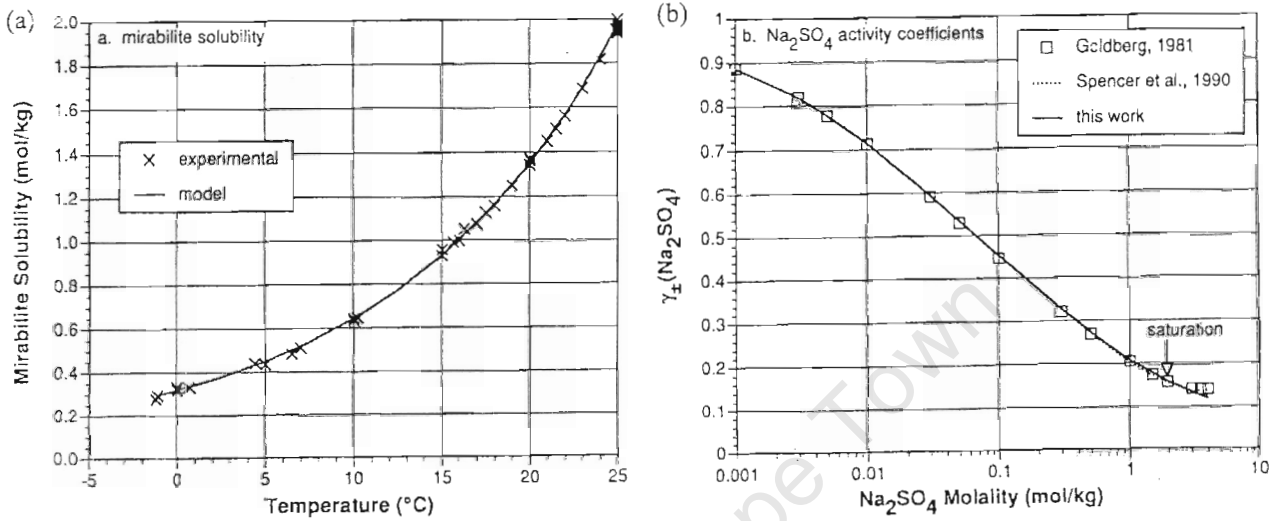 (a)
a. mirabilite solubility
Mirabilite Solubility (mol/kg)
2.0
1.8
1.6
1.4
1.2
1.0
0.8
0.6
0.4
0.2
0.0
× experimental
— model
-5
0
5
10
15
20
25
Temperature (°C)
(b)
b. Na₂SO₄ activity coefficients
γ±(Na₂SO₄)
1
0.9
0.8
0.7
0.6
0.5
0.4
0.3
0.2
0.1
0
□ Goldberg, 1981
Spencer et al., 1990
— this work
saturation
0.001
0.01
0.1
1
10
Na₂SO₄ Molality (mol/kg)
pe Town